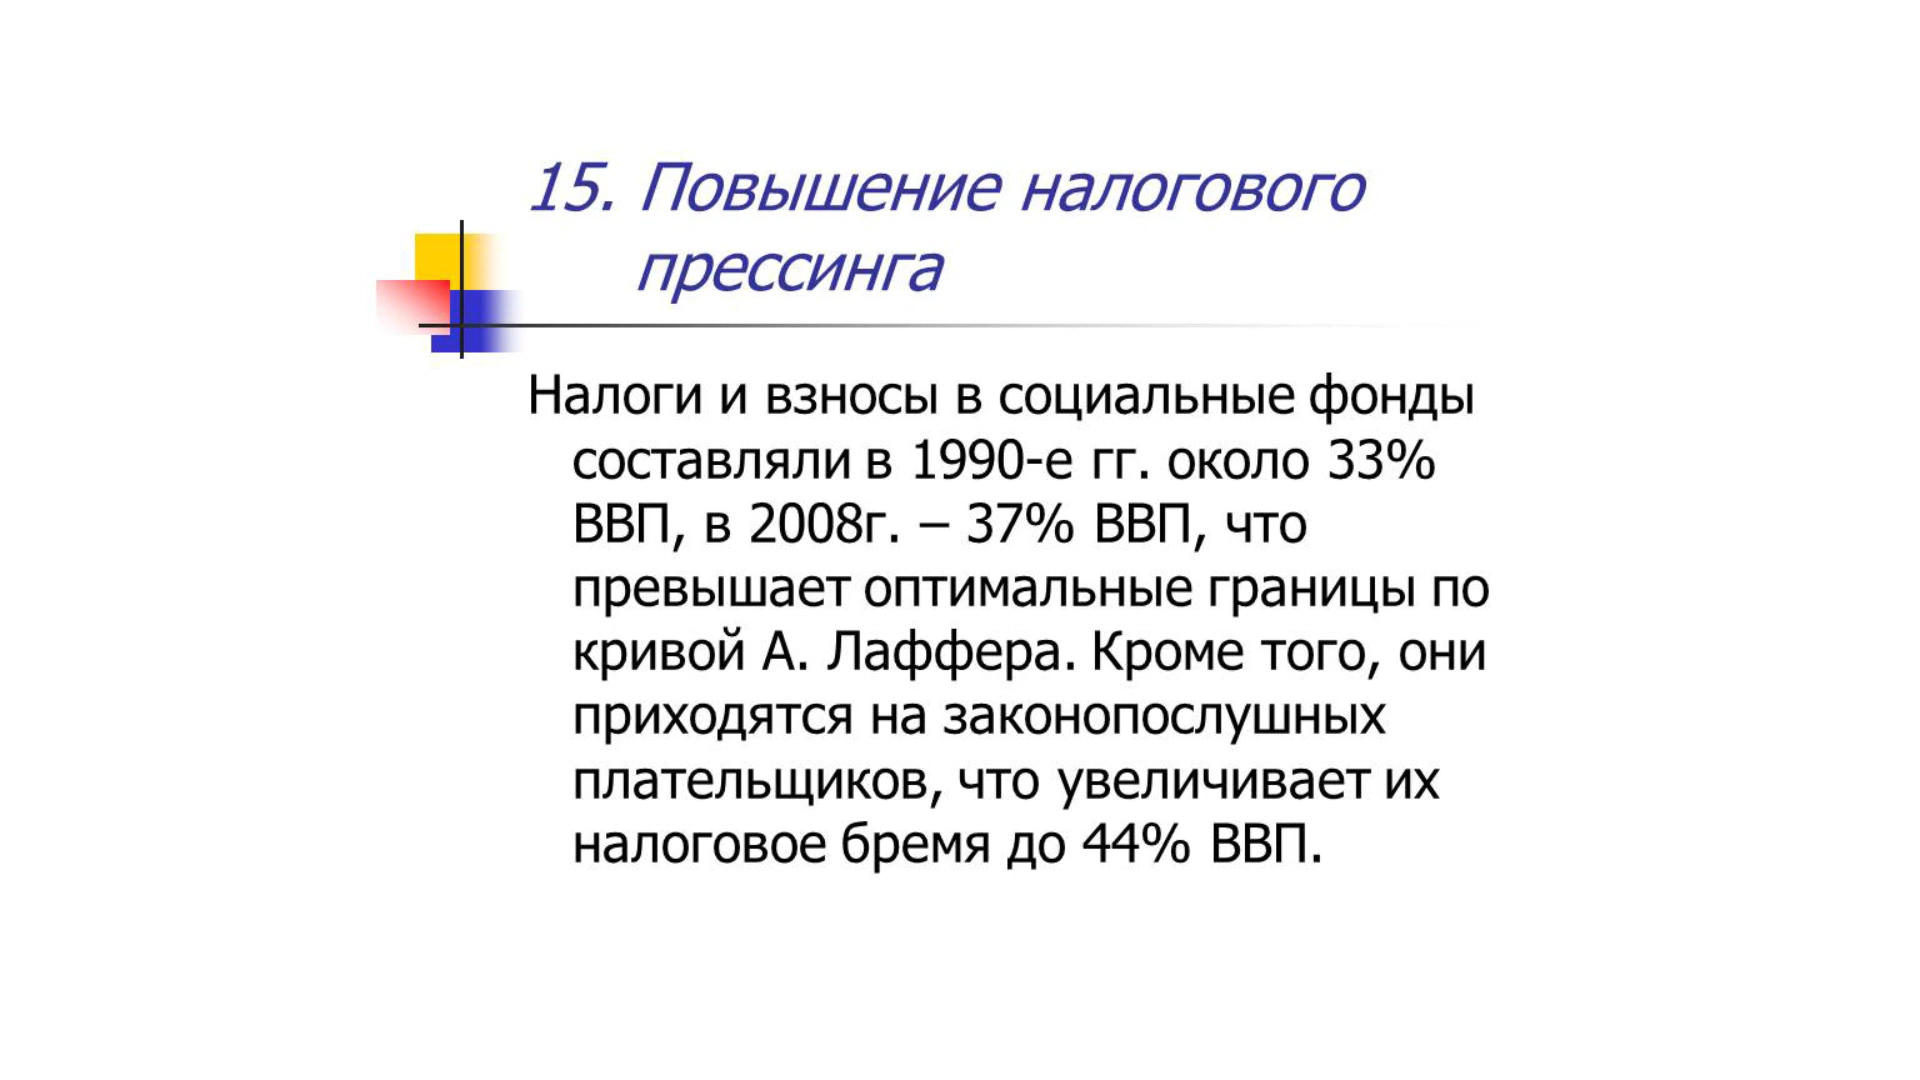 15. Повышение налогового
прессинга
Налоги и взносы в социальные фонды
составляли в 1990-е гг. около 33%
ВВП, в 2008г. – 37% ВВП, что
превышает оптимальные границы по
кривой А. Лаффера. Кроме того, они
приходятся на законопослушных
плательщиков, что увеличивает их
налоговое бремя до 44% ВВП.